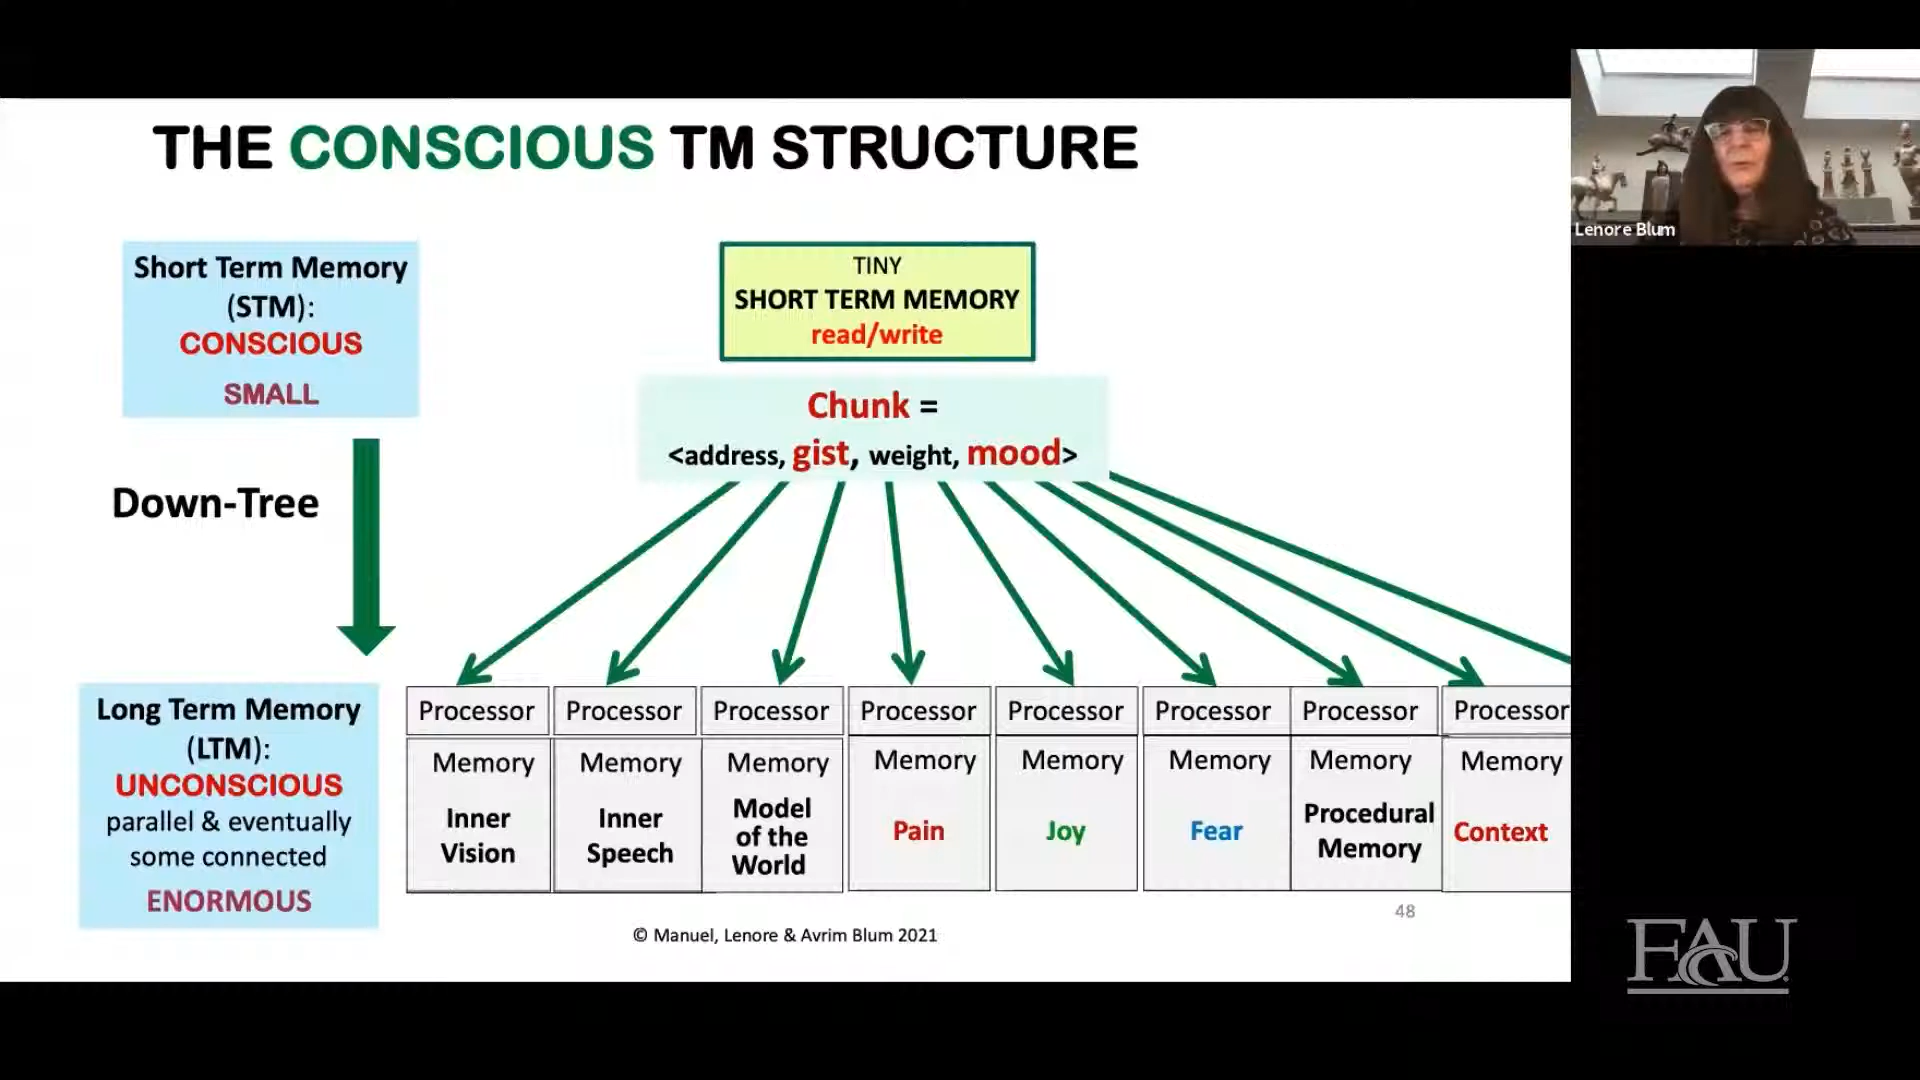 THE CONSCIOUS TM STRUCTURE
Short Term Memory
(STM):
CONSCIOUS
SMALL
TINY
SHORT TERM MEMORY
read/write
Chunk =
<address, gist, weight, mood>
Down-Tree
Long Term Memory
(LTM):
UNCONSCIOUS
parallel & eventually
some connected
ENORMOUS
Processor Processor Processor Processor Processor Processor Processor Processor
Memory Memory Memory Memory Memory Memory Memory Memory
Inner
Vision
Inner
Speech
Model
of the
World
Pain
Joy
Fear
Procedural
Memory
Context
48
© Manuel, Lenore & Avrim Blum 2021
Lenore Blum
FAU